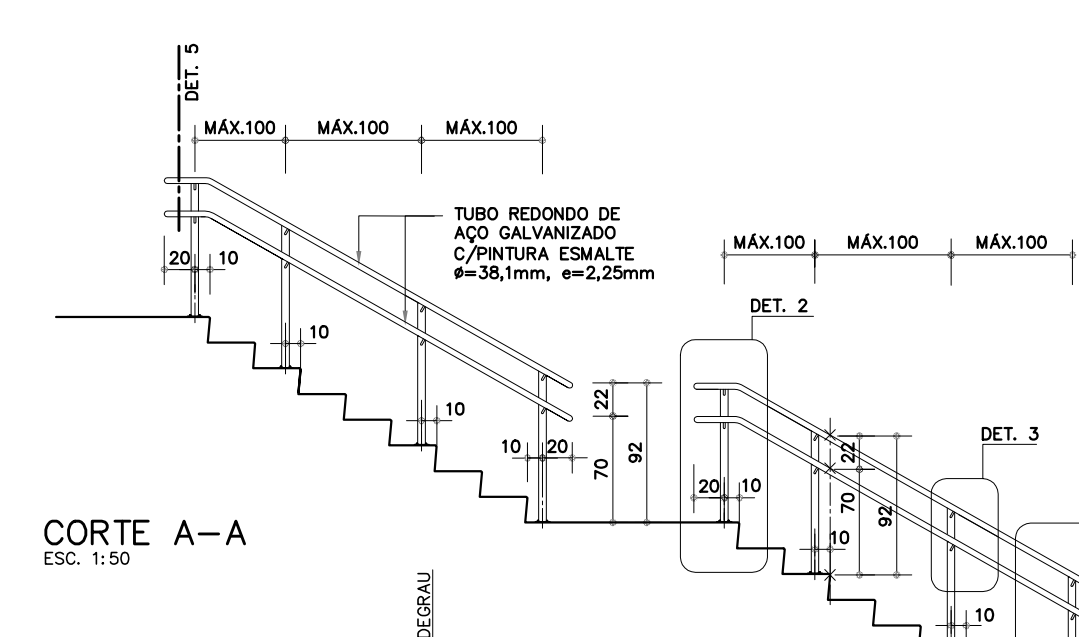 DET. 5
MÁX.100 MÁX.100 MÁX.100
TUBO REDONDO DE
AÇO GALVANIZADO
C/PINTURA ESMALTE
ø=38,1mm, e=2,25mm
20 10
10
10
10 20
22
70
92
MÁX.100 MÁX.100 MÁX.100
DET. 2
DET. 3
20 10
22
70
92
10
10
CORTE A-A
ESC. 1:50
DEGRAU